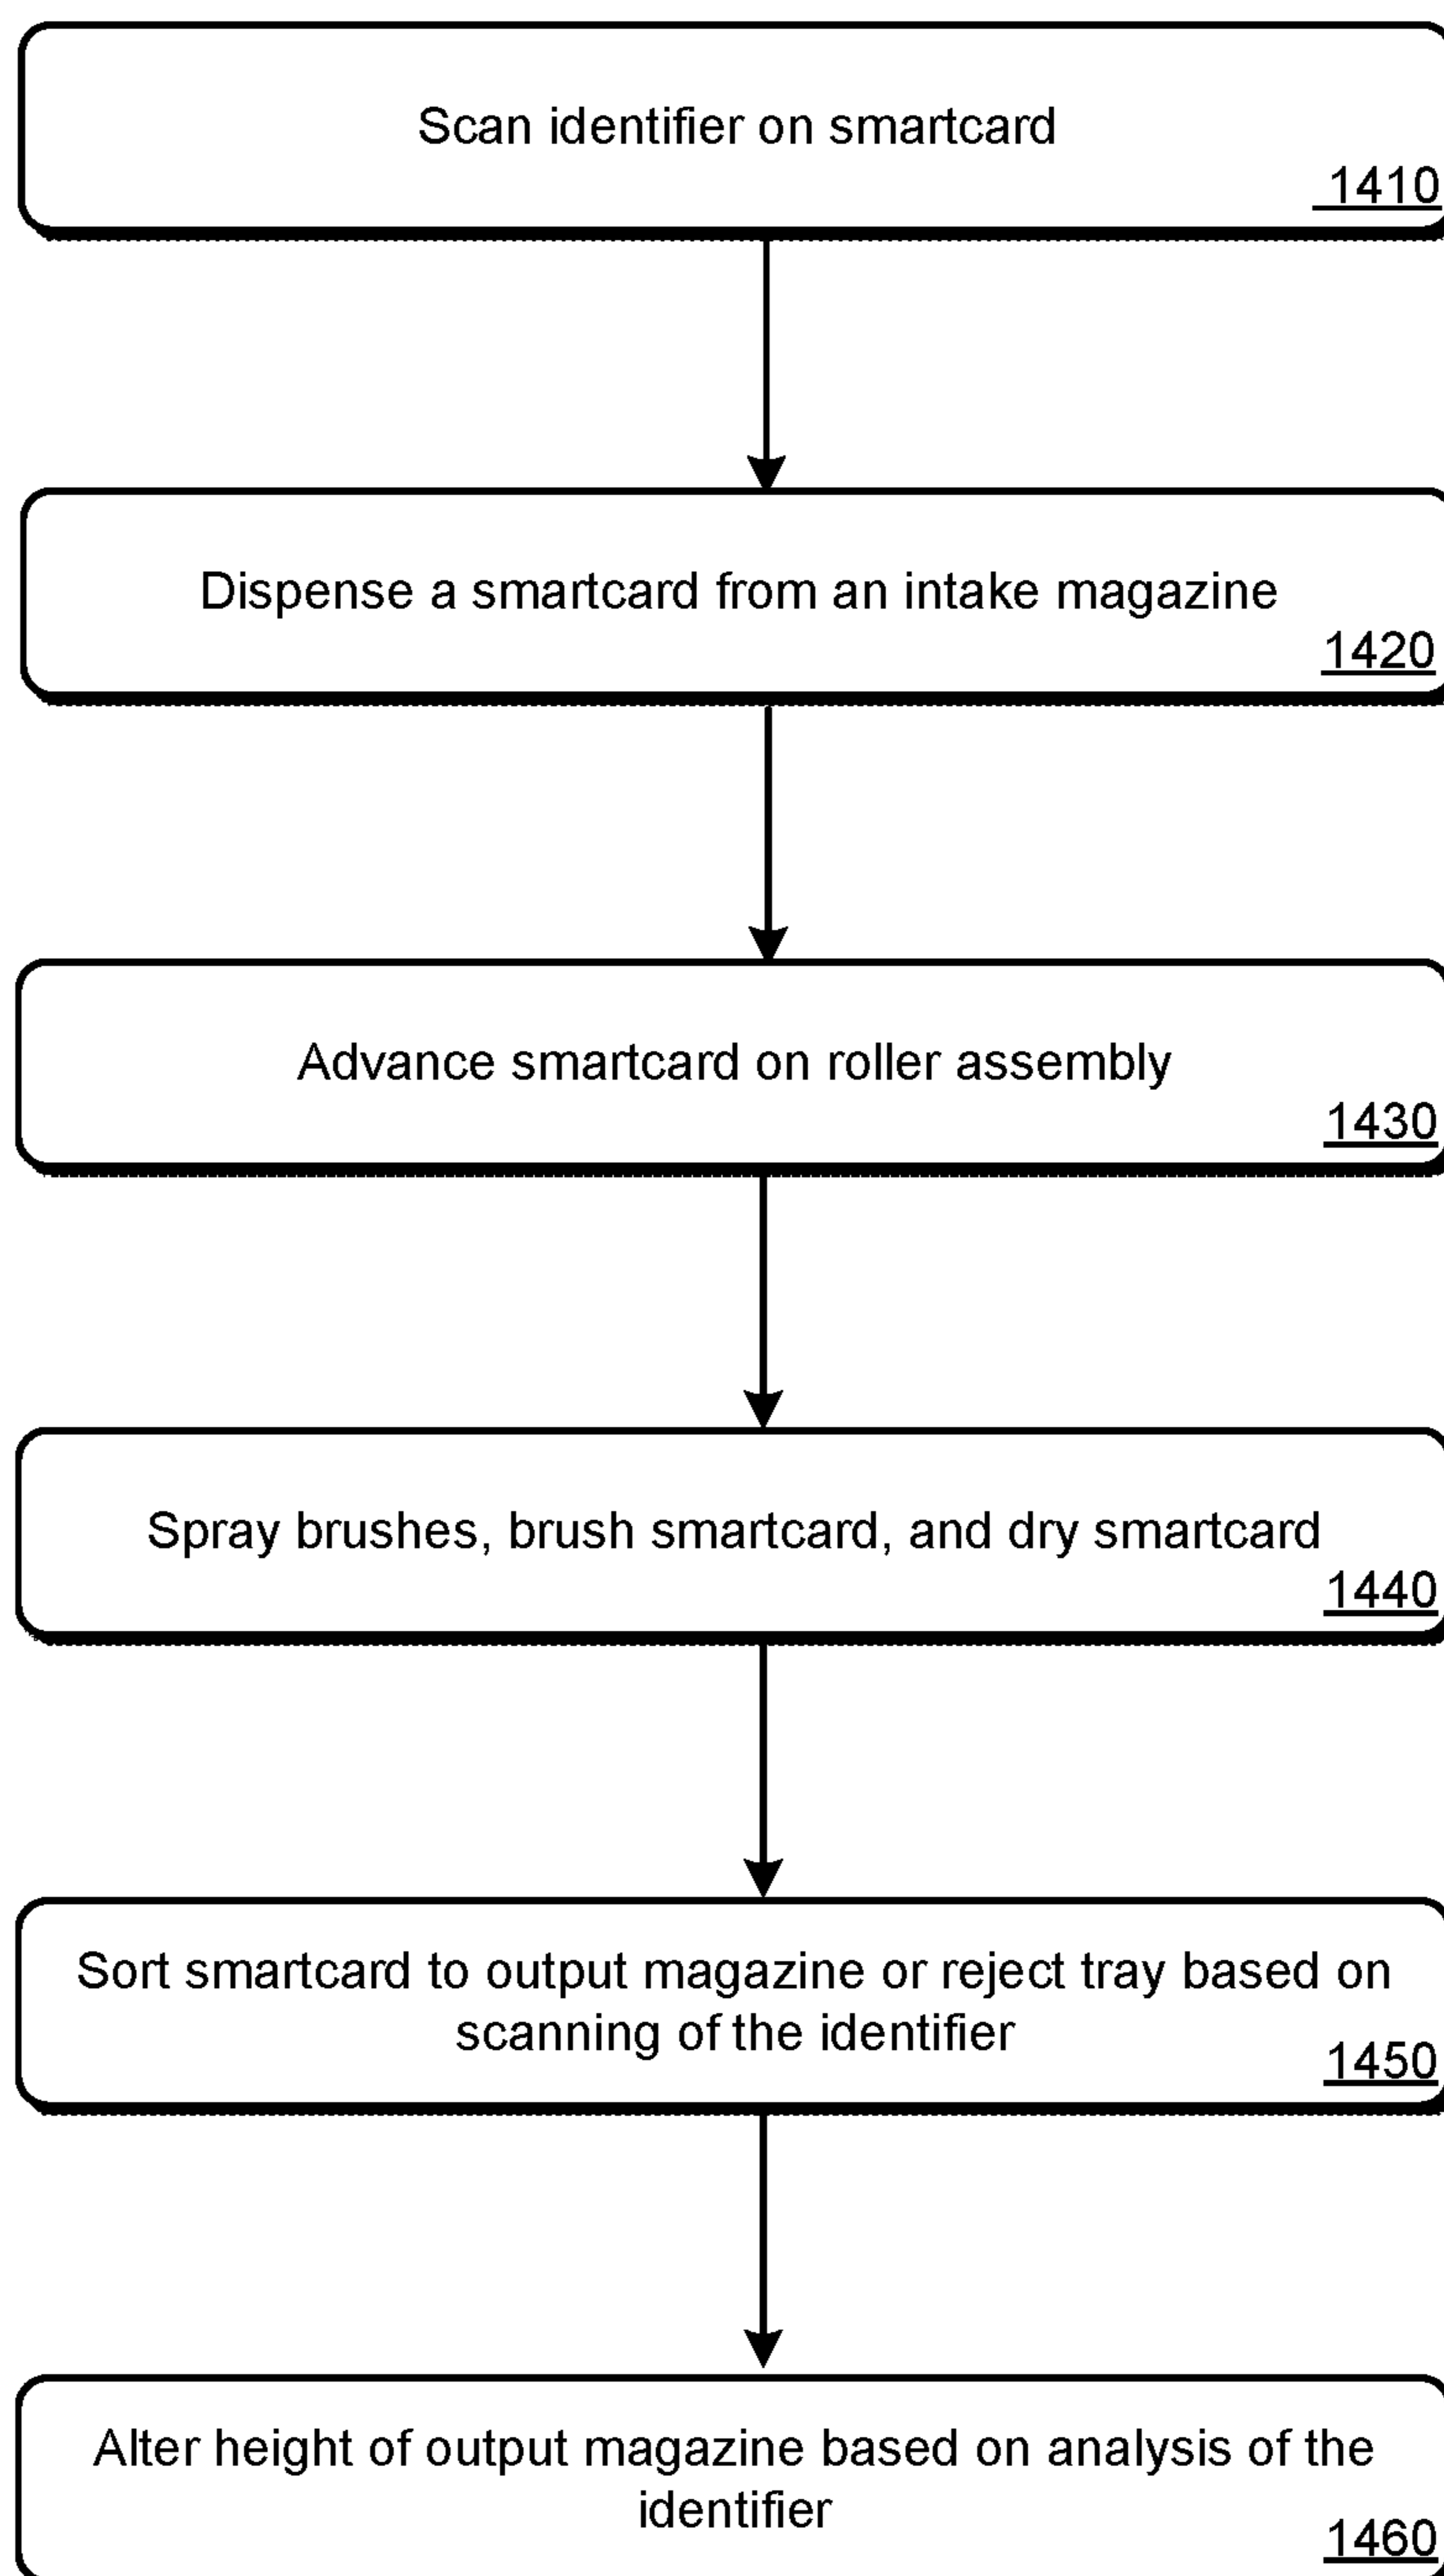 Scan identifier on smartcard
1410
Dispense a smartcard from an intake magazine
1420
Advance smartcard on roller assembly
1430
Spray brushes, brush smartcard, and dry smartcard
1440
Sort smartcard to output magazine or reject tray based on
scanning of the identifier
1450
Alter height of output magazine based on analysis of the
identifier
1460